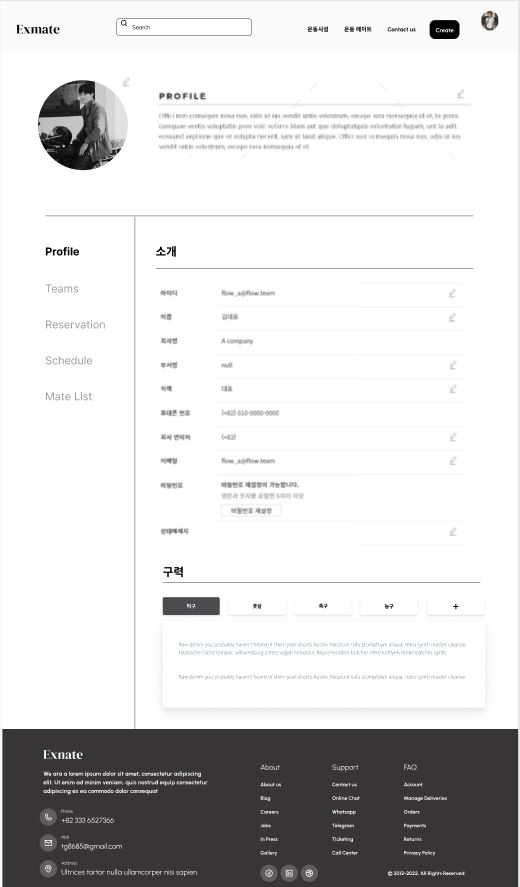 Exmate
Search
운동시설
운동 메이트
Contact us
Create
PROFILE
Offici non consequis nosa nus, odis ut ius vendit untis volestrum, excepe rera nonsequia id et, te prore
cumquae ventis voluptatin pore volo volorro blam aut que doluptatquis voloritatist fugiam, unt la adit
eossund aeptione que et volupta necerit, sam ut land alique. Offici non consequis nosa nus, odis ut ius
vendit untis volestrum, excepe rera nonsequia id et.
Profile
Teams
Reservation
Schedule
Mate List
소개
아이디 flow_a@flow.team
이름 김대표
회사명 A company
부서명 null
직책 대표
휴대폰 번호 (+82) 010-0000-0000
회사 연락처 (+82)
이메일 flow_a@flow.team
비밀번호 비밀번호 재설정이 가능합니다.
영문과 숫자를 포함한 6자리 이상
비밀번호 재설정
상태메세지
구력
탁구
풋살
축구
농구
+
Raw denim you probably haven't heard of them jean shorts Austin. Nesciunt tofu stumptown aliqua, retro synth master cleanse.
Mustache cliche tempor, williamsburg carles vegan helvetica. Reprehenderit butcher retro keffiyeh dreamcatcher synth.
Raw denim you probably haven't heard of them jean shorts Austin. Nesciunt tofu stumptown aliqua, retro synth master cleanse
Exnate
We ara a lorem ipsum dolor sit amet, consectetur adipiscing
elit. Ut enim ad minim veniam, quis nostrud equip consectetur
adipiscing ex ea commodo dolor consequat
Phone
+82 333 6527366
Mail
tg8685@gmail.com
Address
Ultrices tortor nulla ullamcorper nisi sapien.
About
About us
Blog
Careers
Jobs
In Press
Gallery
Support
Contact us
Online Chat
Whatsapp
Telegram
Ticketing
Call Center
FAQ
Account
Manage Deliveries
Orders
Payments
Returns
Privacy Policy
© 2012-2022, All Rights Reserved